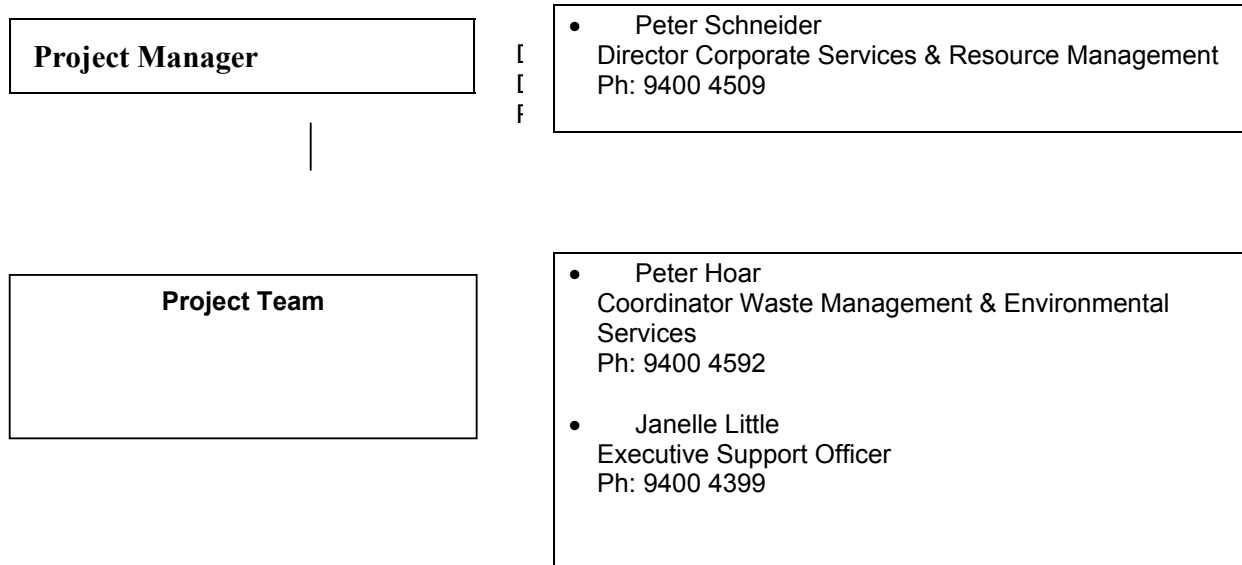 Project Manager
• Peter Schneider
Director Corporate Services & Resource Management
Ph: 9400 4509
Project Team
• Peter Hoar
Coordinator Waste Management & Environmental
Services
Ph: 9400 4592
• Janelle Little
Executive Support Officer
Ph: 9400 4399